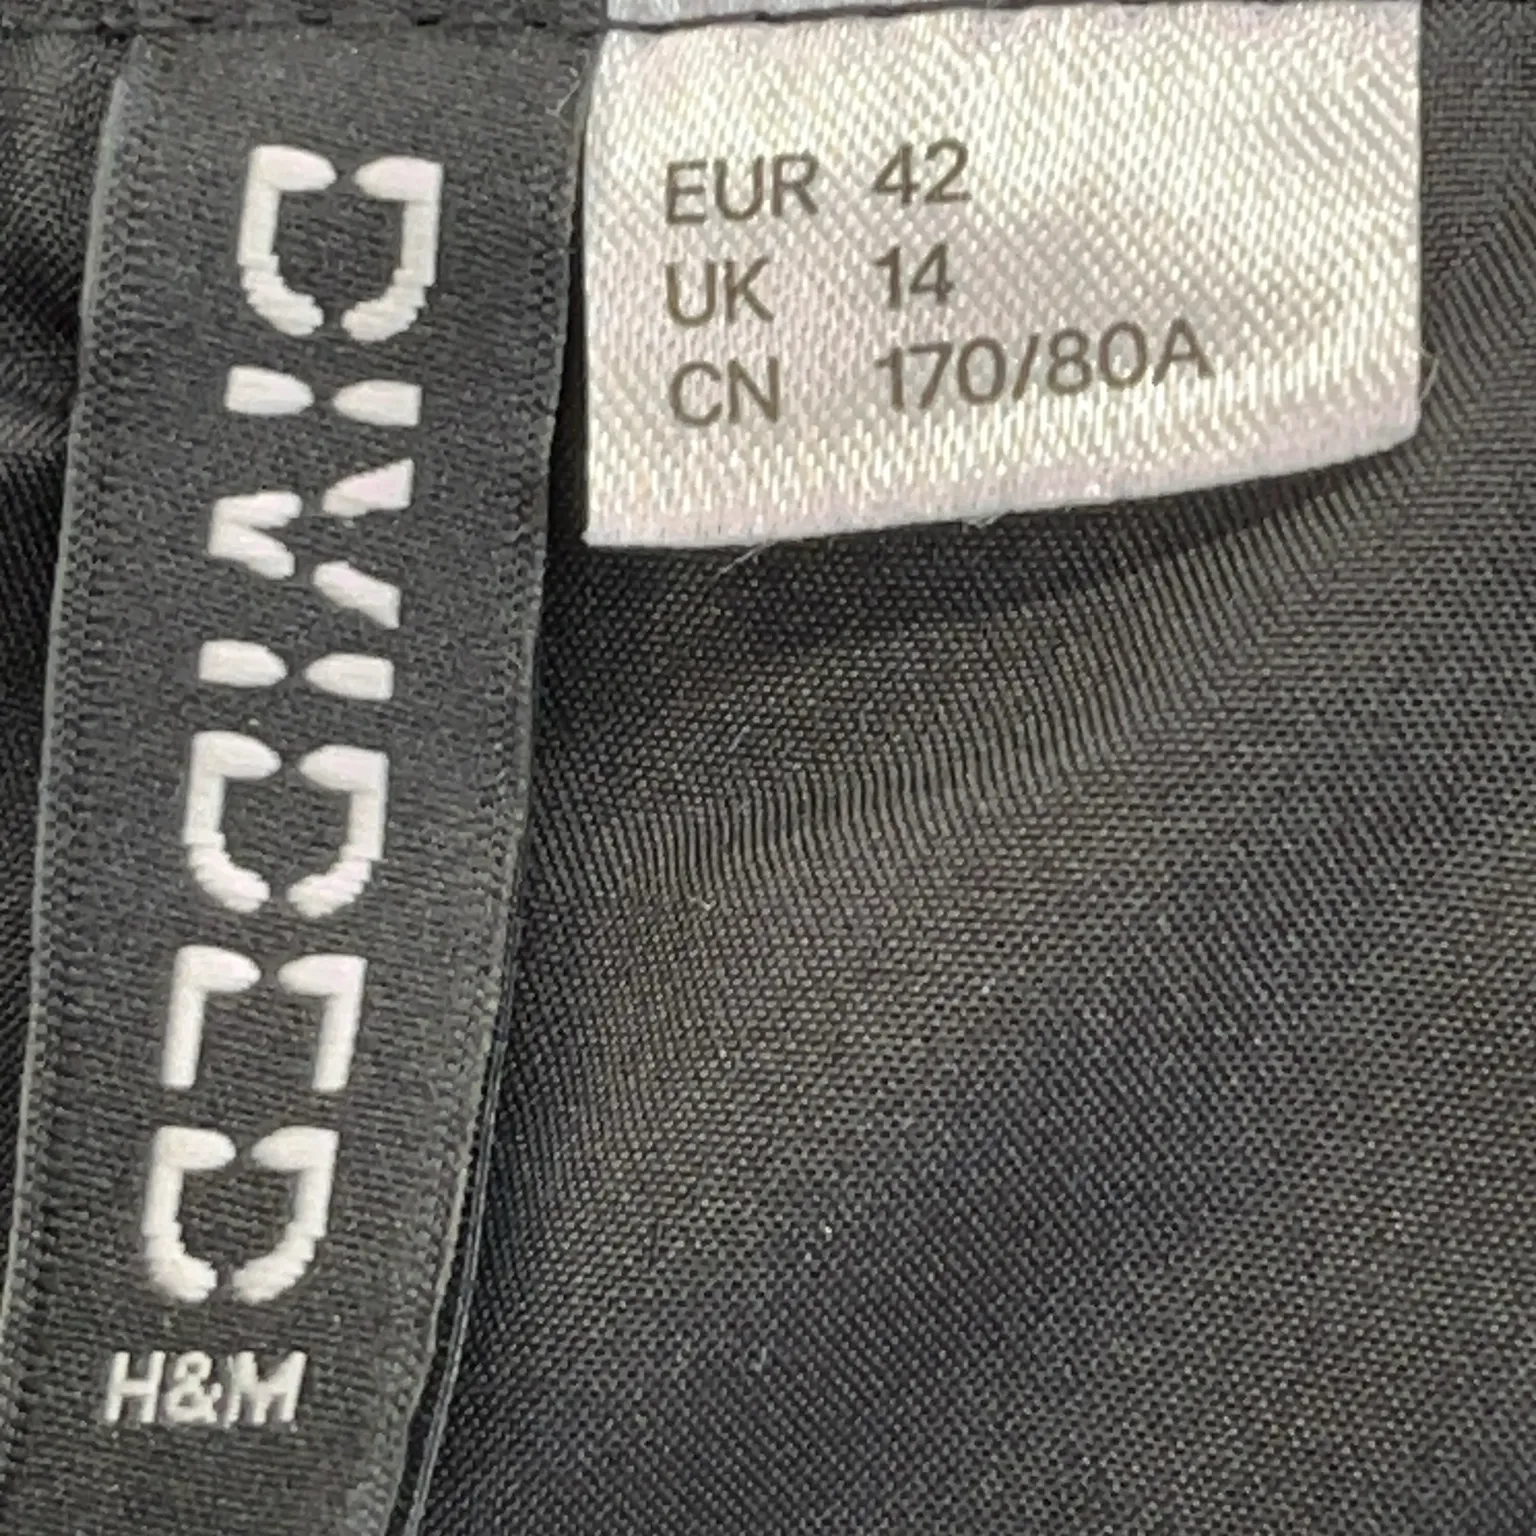 DIVIDED
H&M
EUR 42
UK 14
CN 170/80A